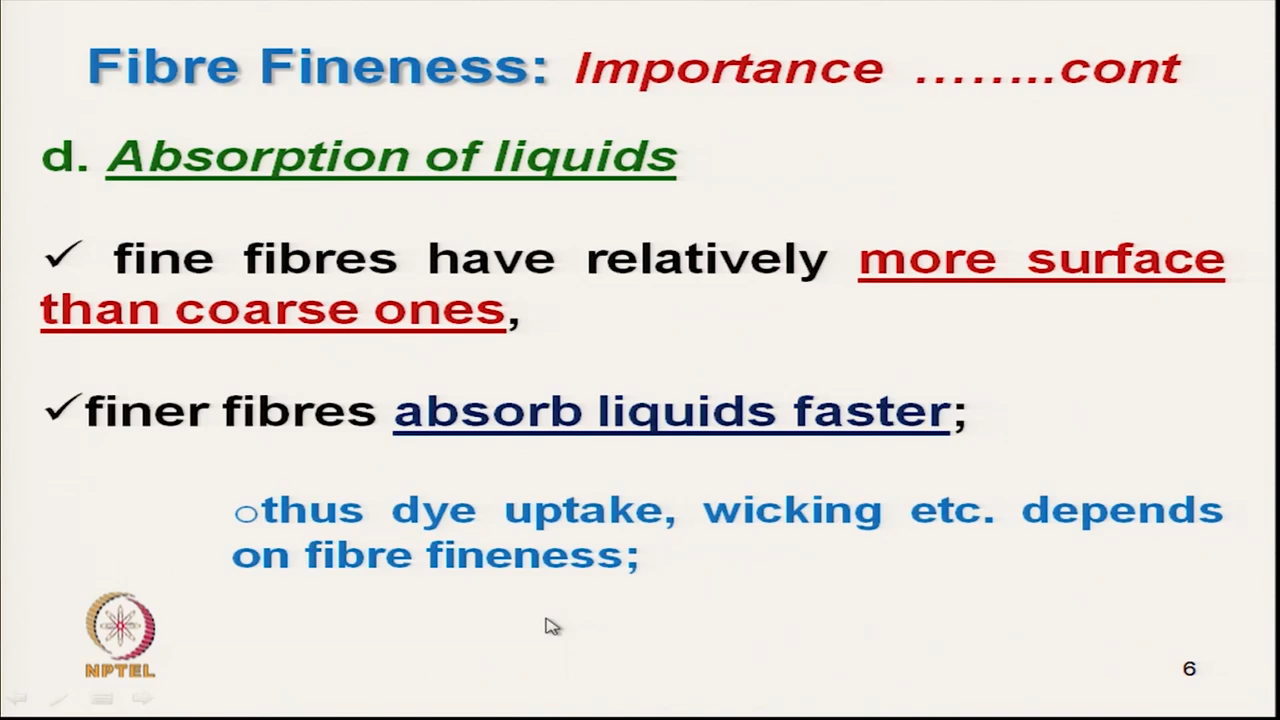 Fibre Fineness: Importance ……..cont
d. Absorption of liquids
✓ fine fibres have relatively more surface
than coarse ones,
✓finer fibres absorb liquids faster;
othus dye uptake, wicking etc. depends
on fibre fineness;
NPTEL
6